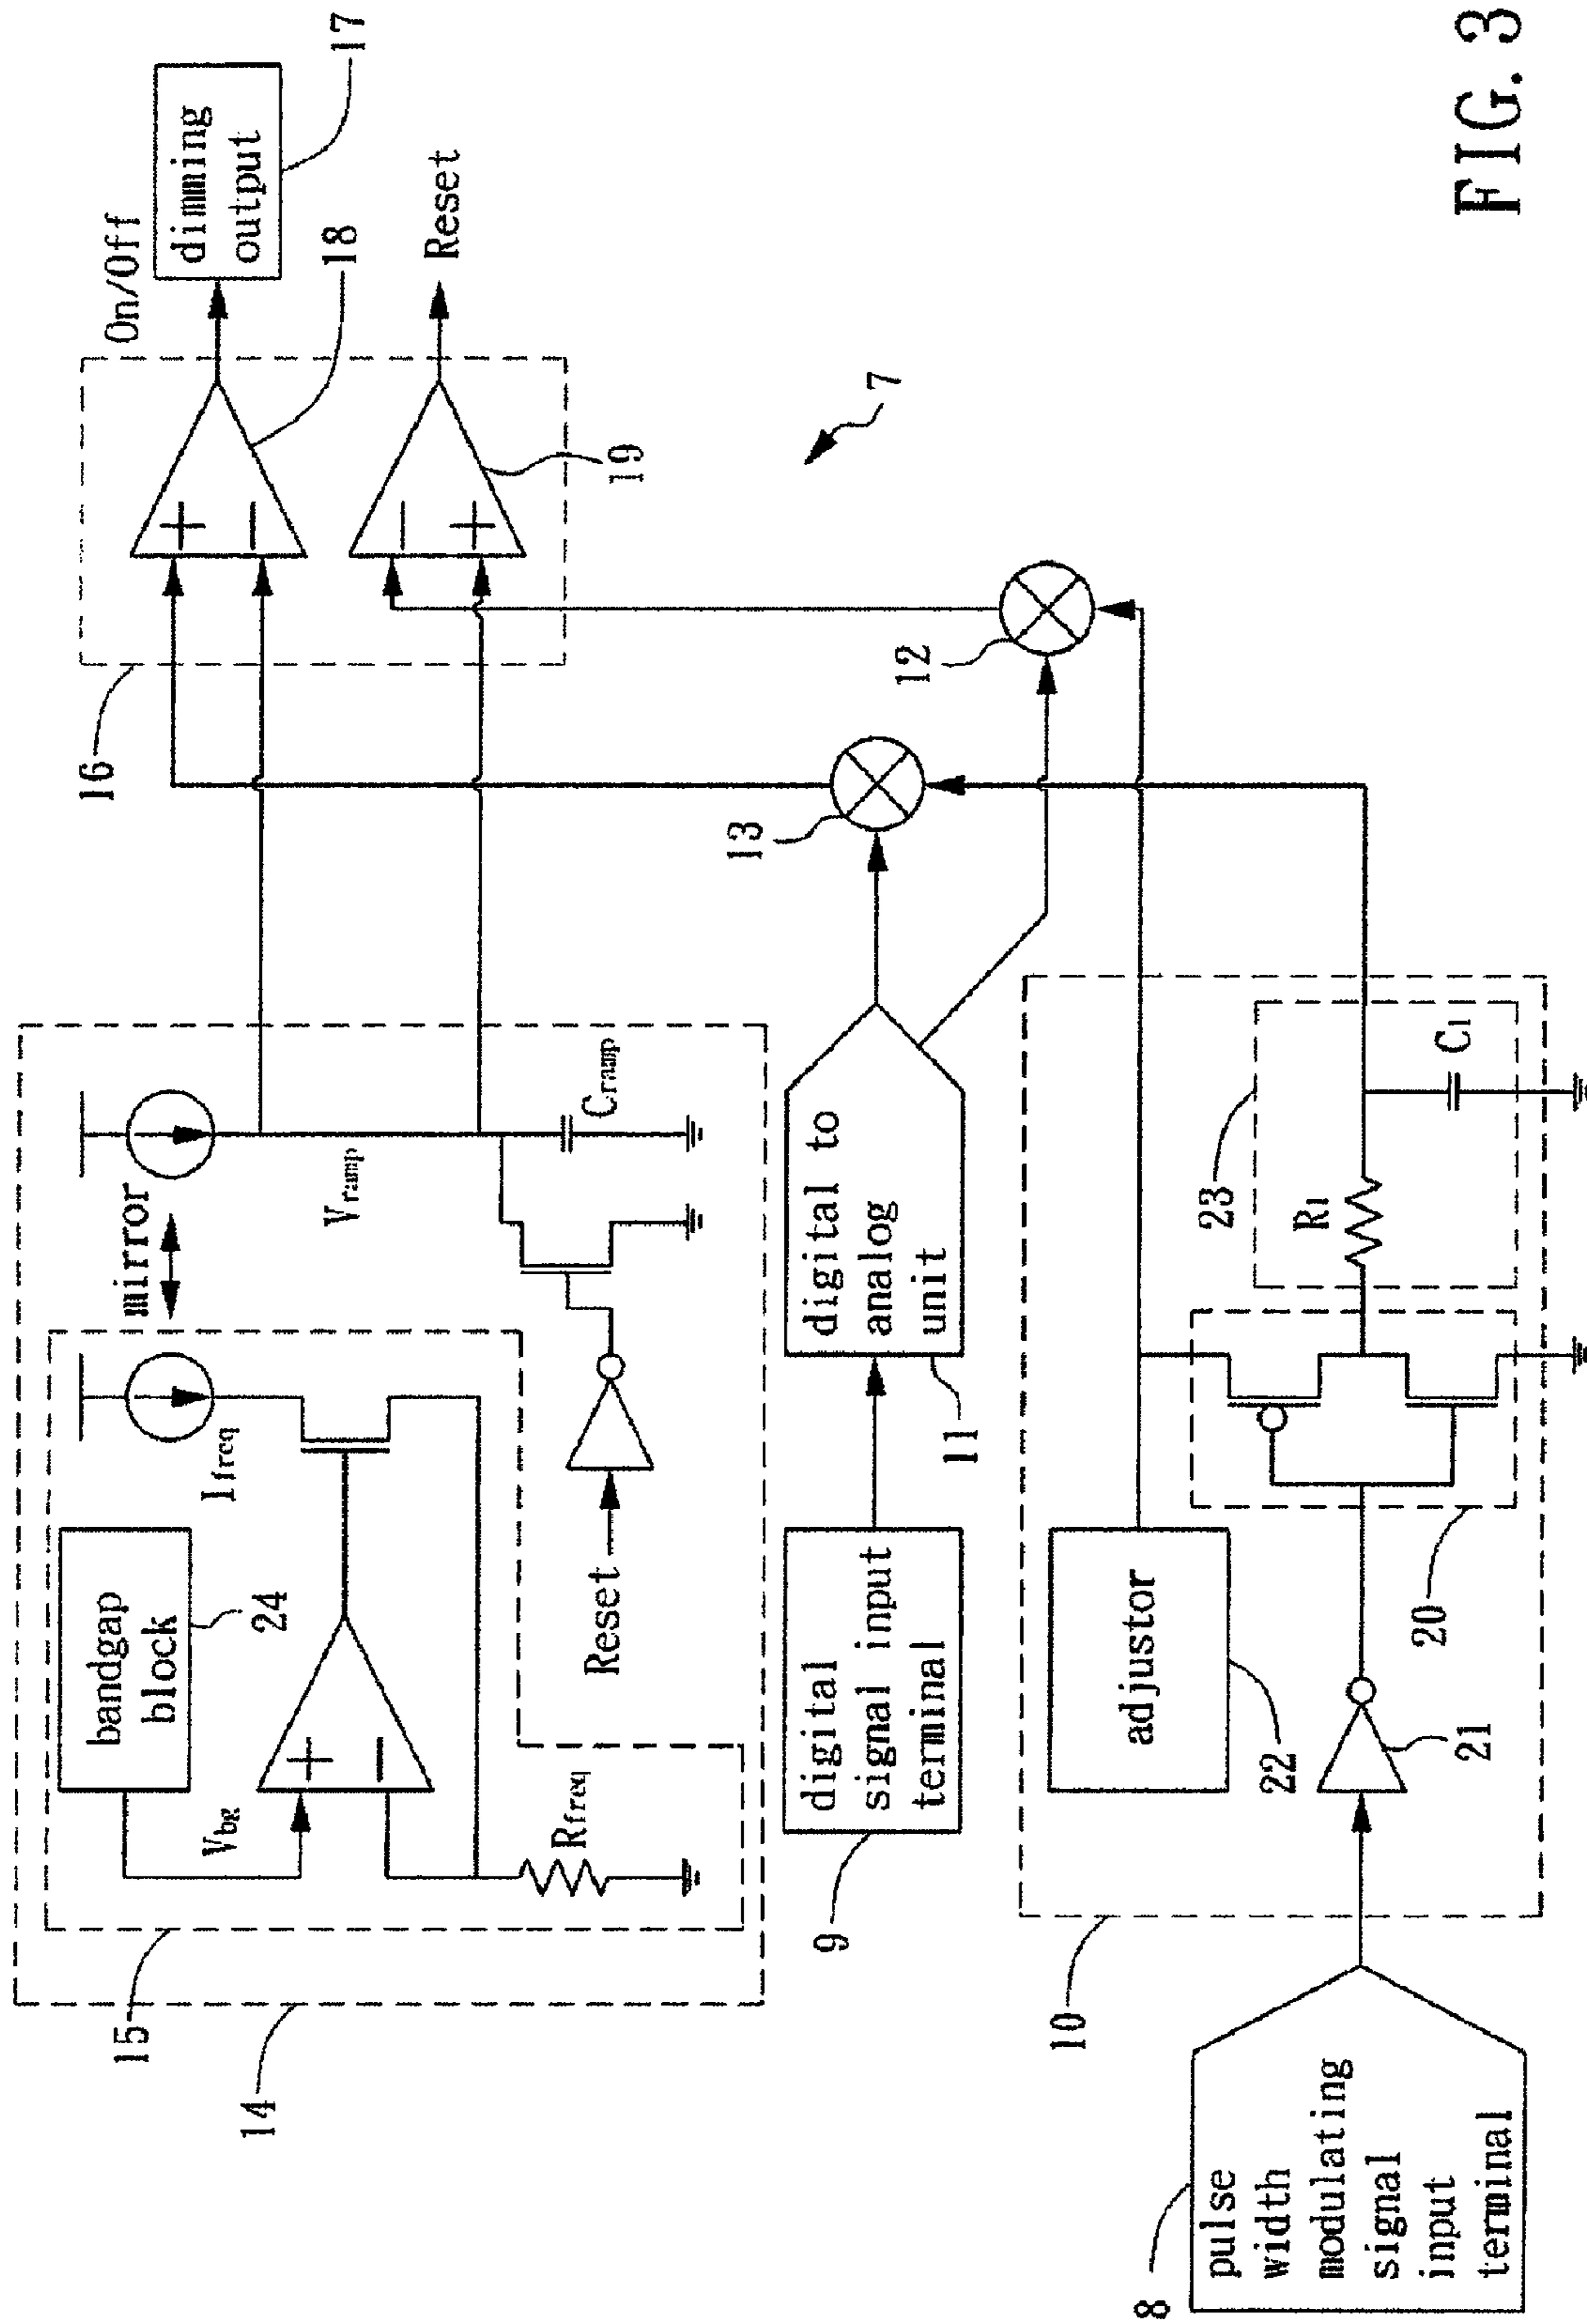 On/Off
dimming
output
17
18
Reset
19
16
7
12
13
mirror
Vramp
Cramp
bandgap
block
24
Ifreq
Vbg
Rfreq
Reset
15
14
digital
signal input
terminal
9
digital to
analog
unit
11
adjustor
22
21
20
23
R1
C1
10
8
pulse
width
modulating
signal
input
terminal
FIG. 3